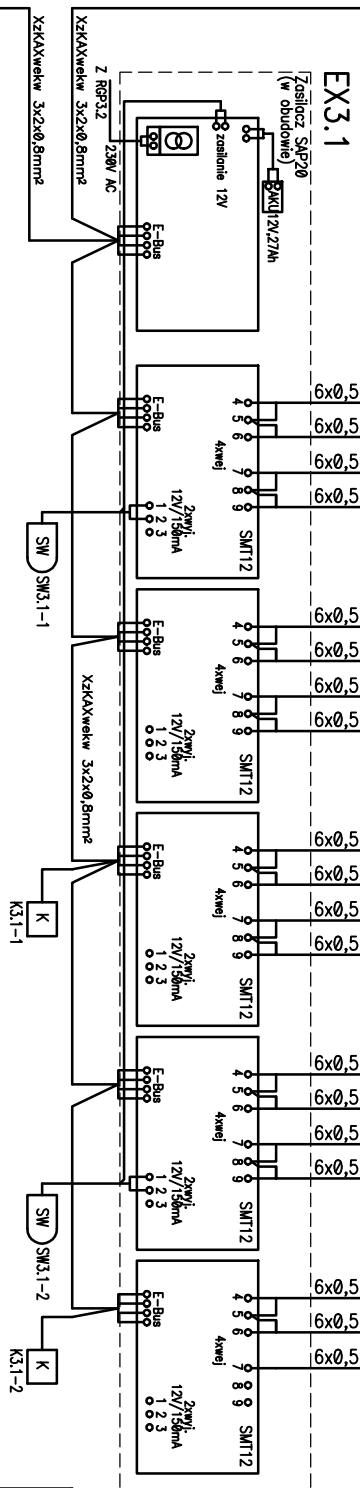 EX3.1
Zasilacz SAP20
(w obudowie)
AKU
12V,27Ah
zasilanie 12V
Z RGP3.2
230V AC
E-Bus
XzKAXwekw 3x2x0,8mm²
XzKAXwekw 3x2x0,8mm²
6x0,5
6x0,5
6x0,5
6x0,5
4 5 6 7 8 9
4xwej
SMT12
E-Bus
2xwyj.
12V/150mA
1 2 3
SW
SW3.1-1
6x0,5
6x0,5
6x0,5
6x0,5
4 5 6 7 8 9
4xwej
SMT12
E-Bus
2xwyj.
12V/150mA
1 2 3
XzKAXwekw 3x2x0,8mm²
6x0,5
6x0,5
6x0,5
6x0,5
4 5 6 7 8 9
4xwej
SMT12
E-Bus
2xwyj.
12V/150mA
1 2 3
K
K3.1-1
6x0,5
6x0,5
6x0,5
6x0,5
4 5 6 7 8 9
4xwej
SMT12
E-Bus
2xwyj.
12V/150mA
1 2 3
SW
SW3.1-2
6x0,5
6x0,5
6x0,5
4 5 6 7 8 9
4xwej
SMT12
E-Bus
2xwyj.
12V/150mA
1 2 3
K
K3.1-2